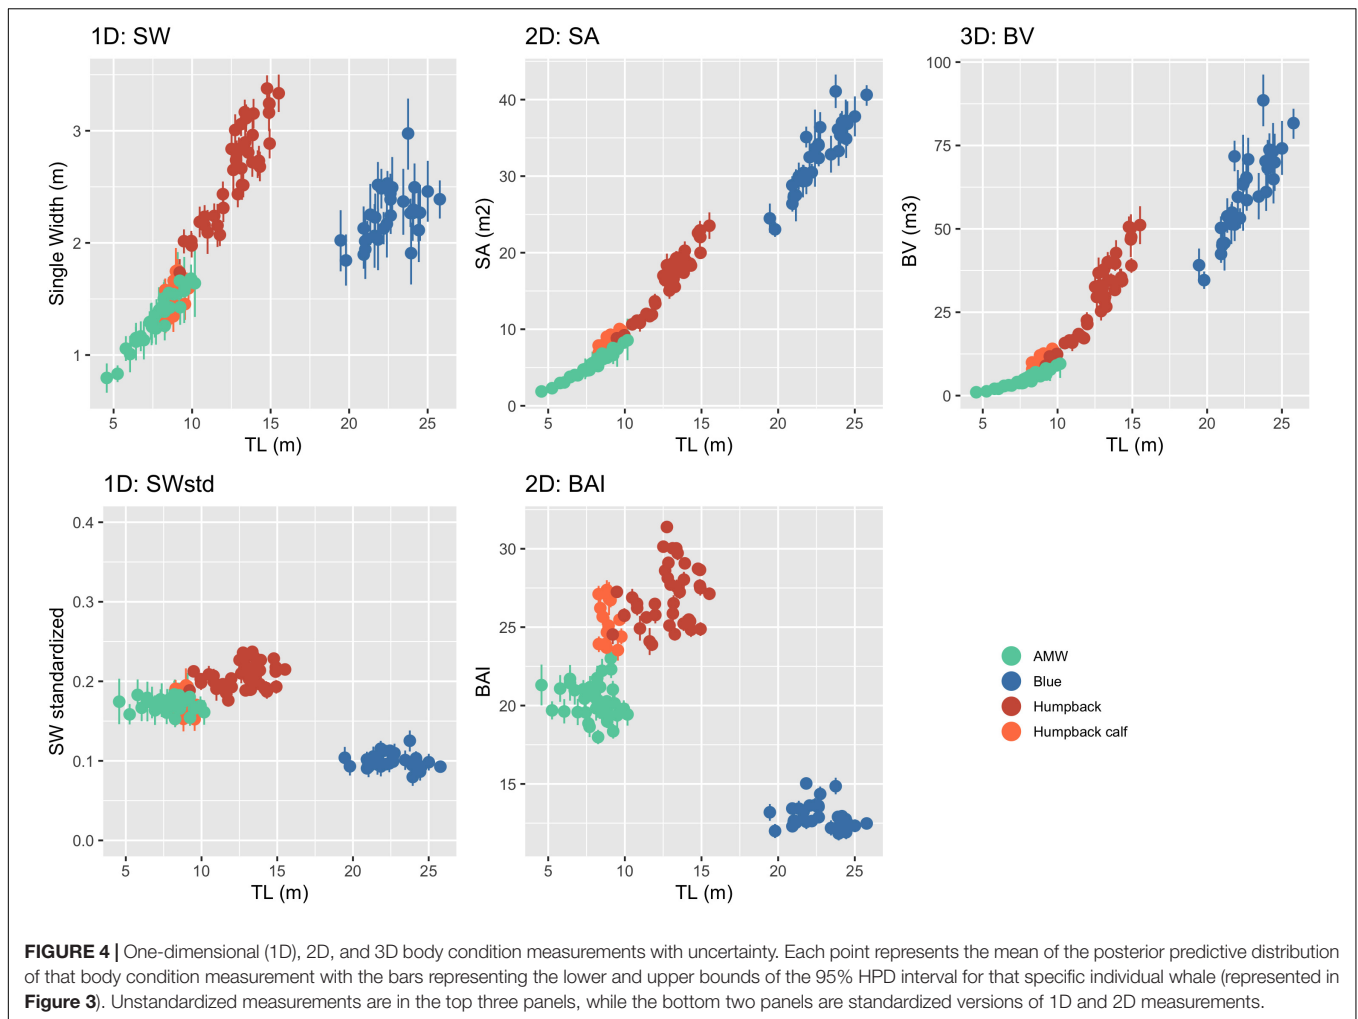 1D: SW
2D: SA
3D: BV
Single Width (m)
3
2
1
5
10
15
20
25
TL (m)
SA (m2)
40
30
20
10
0
5
10
15
20
25
TL (m)
BV (m3)
100
75
50
25
0
5
10
15
20
25
TL (m)
1D: SWstd
2D: BAI
SW standardized
0.4
0.3
0.2
0.1
0.0
5
10
15
20
25
TL (m)
BAI
30
25
20
15
5
10
15
20
25
TL (m)
AMW
Blue
Humpback
Humpback calf
FIGURE 4 | One-dimensional (1D), 2D, and 3D body condition measurements with uncertainty. Each point represents the mean of the posterior predictive distribution
of that body condition measurement with the bars representing the lower and upper bounds of the 95% HPD interval for that specific individual whale (represented in
Figure 3). Unstandardized measurements are in the top three panels, while the bottom two panels are standardized versions of 1D and 2D measurements.